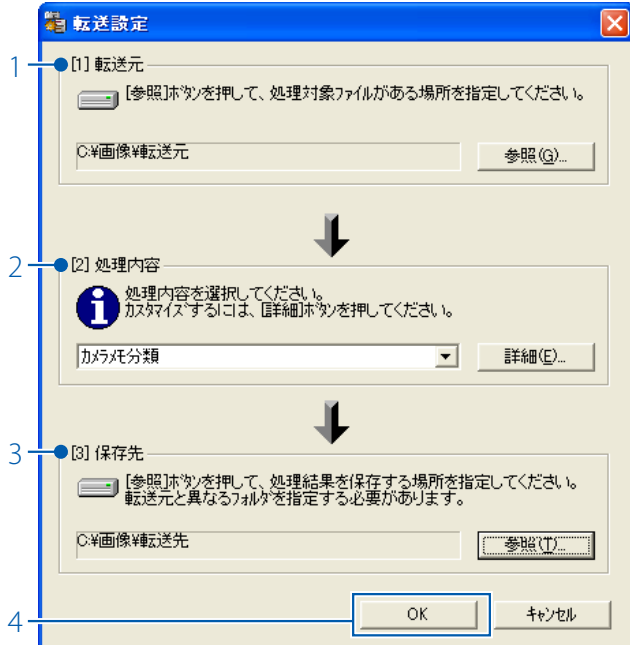 転送設定
1
[1] 転送元
[参照]ボタンを押して、処理対象ファイルがある場所を指定してください。
C:¥画像¥転送元
参照(G)...
2
[2] 処理内容
処理内容を選択してください。
カスタマイズするには、[詳細]ボタンを押してください。
カメラメモ分類
詳細(E)...
3
[3] 保存先
[参照]ボタンを押して、処理結果を保存する場所を指定してください。
転送元と異なるフォルダを指定する必要があります。
C:¥画像¥転送先
参照(T)...
4
OK
キャンセル